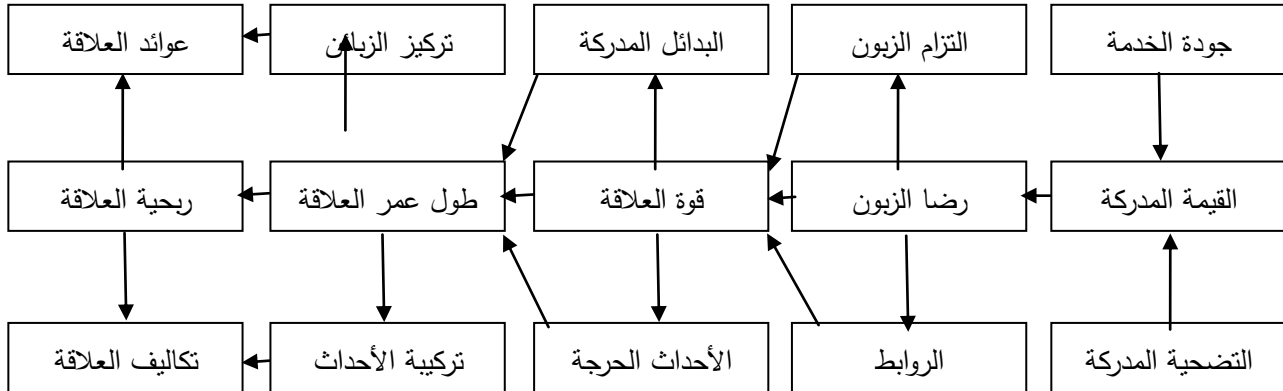 جودة الخدمة
التزام الزبون
البدائل المدركة
تركيز الزبائن
عوائد العلاقة
القيمة المدركة
رضا الزبون
قوة العلاقة
طول عمر العلاقة
ربحية العلاقة
التضحية المدركة
الروابط
الأحداث الحرجة
تركيبة الأحداث
تكاليف العلاقة